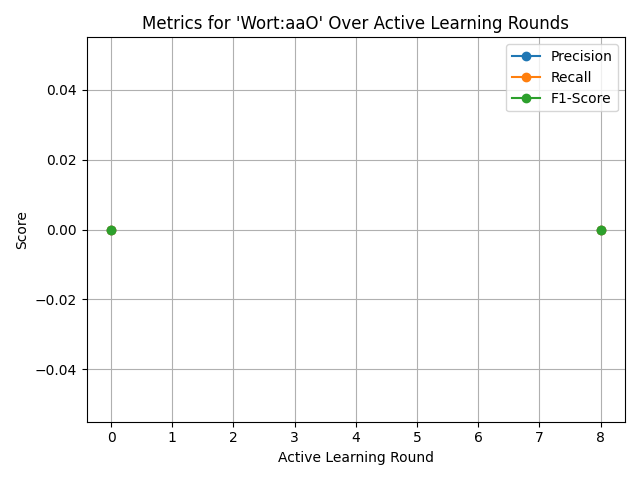 Metrics for 'Wort:aaO' Over Active Learning Rounds
Precision
Recall
F1-Score
Score
0.04
0.02
0.00
−0.02
−0.04
0 1 2 3 4 5 6 7 8
Active Learning Round